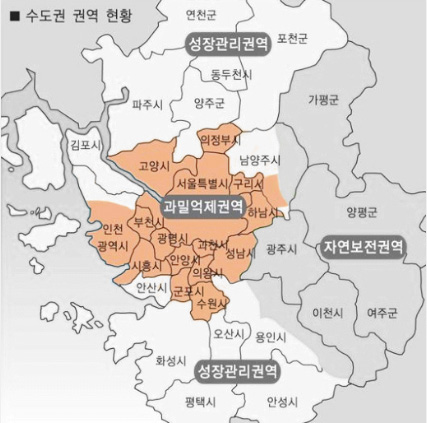 ■ 수도권 권역 현황
연천군
포천군
성장관리권역
동두천시
가평군
파주시
양주군
의정부시
김포시
고양시
남양주시
서울특별시
구리시
과밀억제권역
하남시
양평군
인천
광역시
부천시
광명시
과천시
성남시
광주시
자연보전권역
시흥시
안양시
의왕시
안산시
군포시
수원시
이천시
여주군
오산시
용인시
화성시
성장관리권역
평택시
안성시